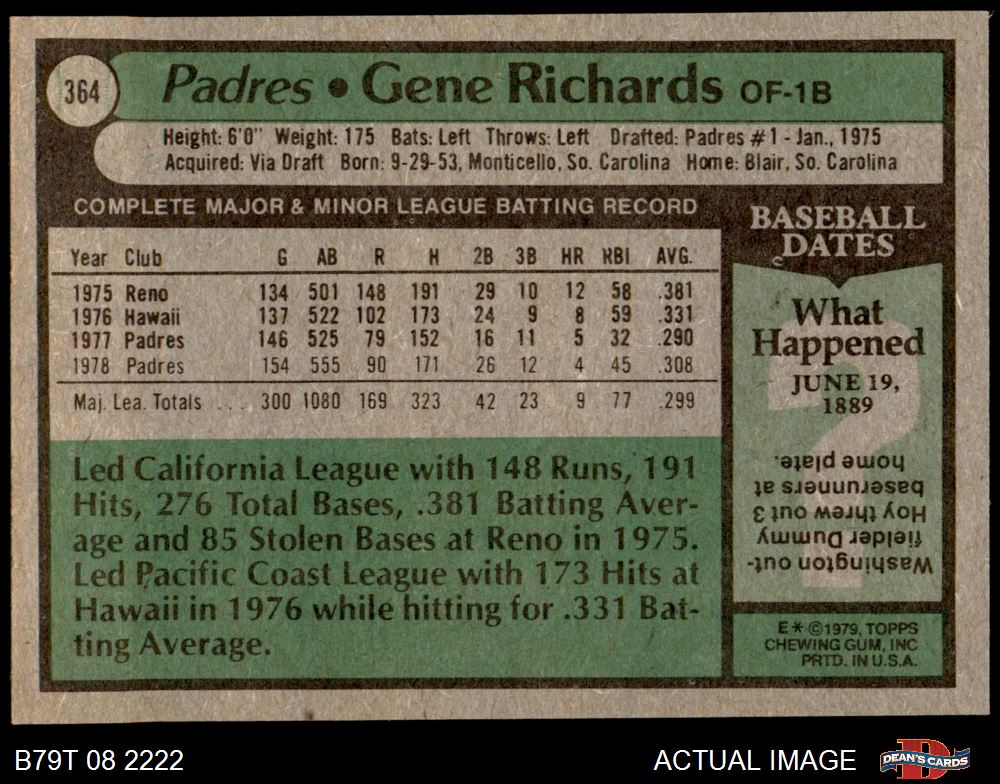 364 Padres • Gene Richards OF-1B
Height: 6'0" Weight: 175 Bats: Left Throws: Left Drafted: Padres #1 - Jan., 1975
Acquired: Via Draft Born: 9-29-53, Monticello, So. Carolina Home: Blair, So. Carolina
COMPLETE MAJOR & MINOR LEAGUE BATTING RECORD
Year Club G AB R H 2B 3B HR RBI AVG.
1975 Reno 134 501 148 191 29 10 12 58 .381
1976 Hawaii 137 522 102 173 24 9 8 59 .331
1977 Padres 146 525 79 152 16 11 5 32 .290
1978 Padres 154 555 90 171 26 12 4 45 .308
Maj. Lea. Totals ... 300 1080 169 323 42 23 9 77 .299
Led California League with 148 Runs, 191
Hits, 276 Total Bases, .381 Batting Aver-
age and 85 Stolen Bases at Reno in 1975.
Led Pacific Coast League with 173 Hits at
Hawaii in 1976 while hitting for .331 Bat-
ting Average.
BASEBALL
DATES
What
Happened
JUNE 19,
1889
?
Washington out-
fielder Dummy
Hoy threw out 3
baserunners at
home plate.
E * © 1979, TOPPS
CHEWING GUM, INC
PRTD. IN U.S.A.
B79T 08 2222
ACTUAL IMAGE
D
DEAN'S CARDS